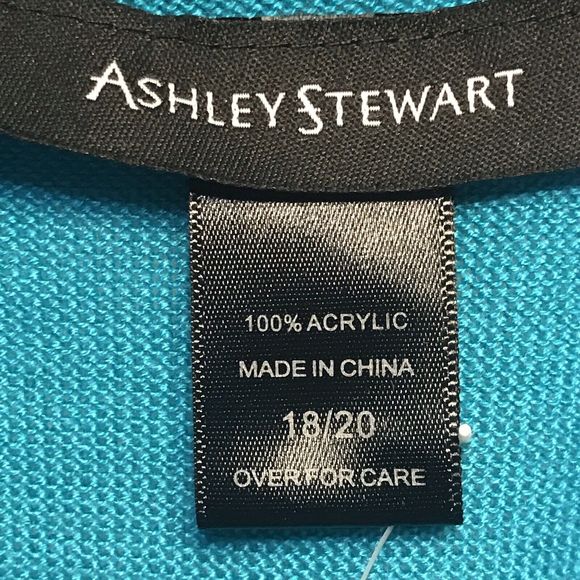 ASHLEY STEWART
100% ACRYLIC
MADE IN CHINA
18/20
OVER FOR CARE